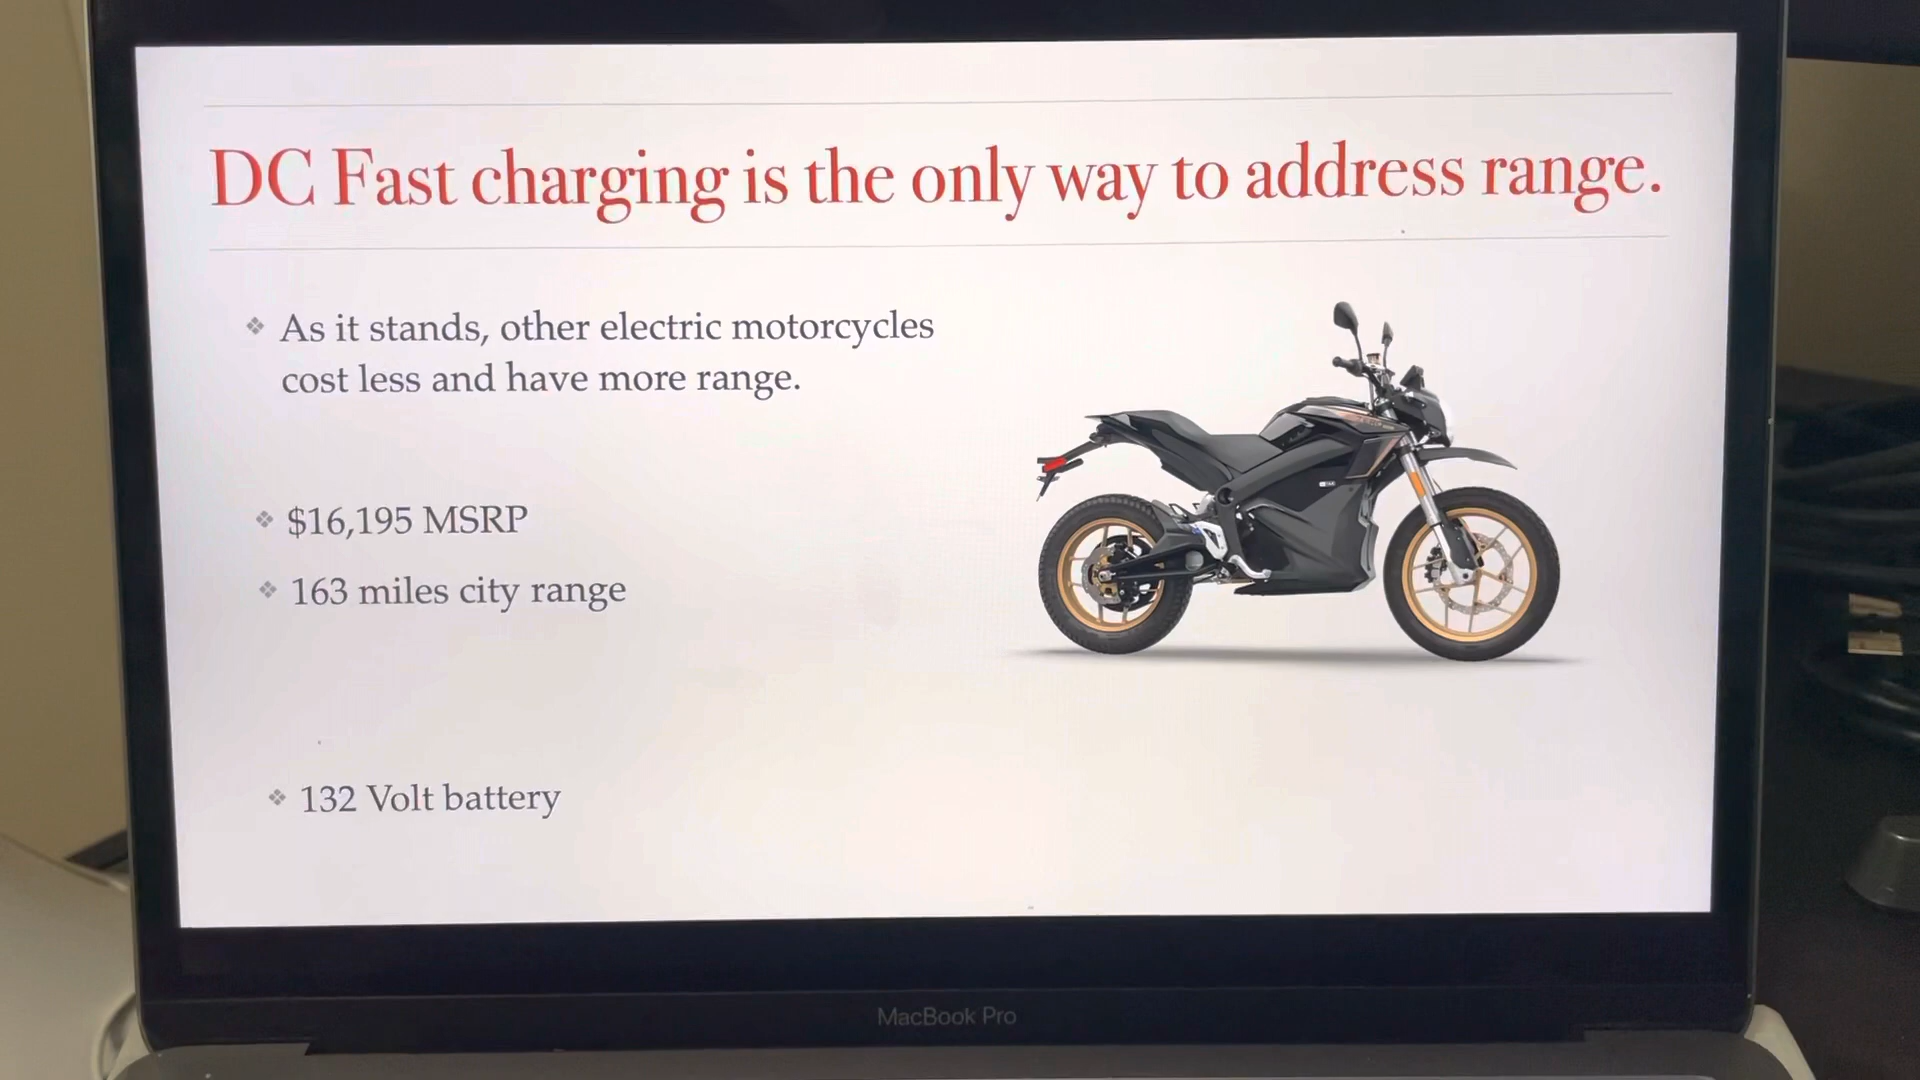 DC Fast charging is the only way to address range.
As it stands, other electric motorcycles
cost less and have more range.
$16,195 MSRP
163 miles city range
132 Volt battery
MacBook Pro